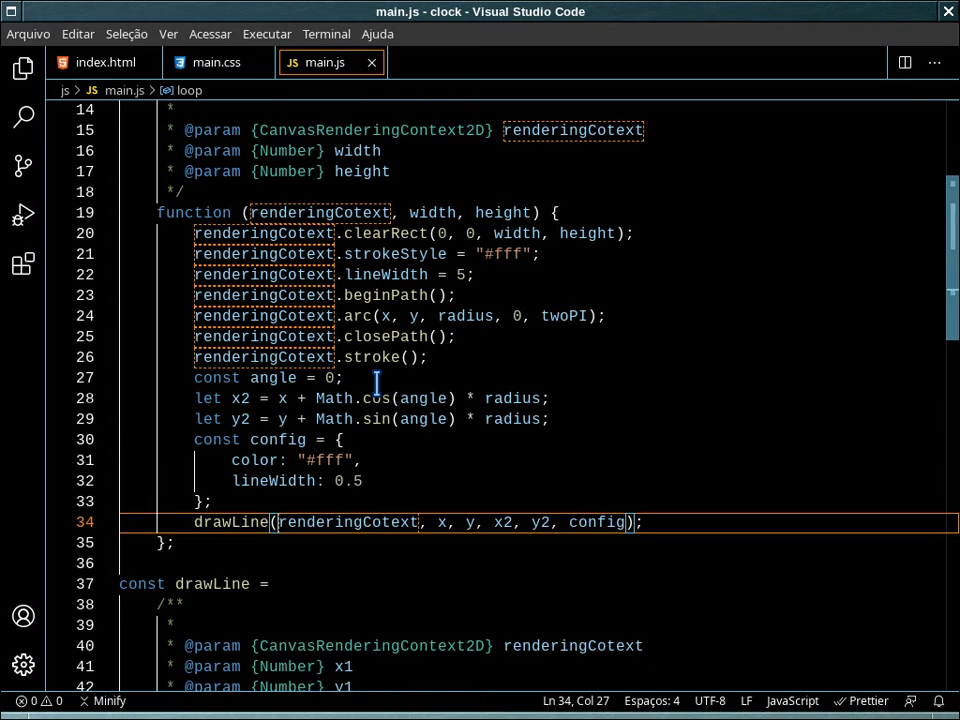 main.js - clock - Visual Studio Code
Arquivo Editar Seleção Ver Acessar Executar Terminal Ajuda
index.html main.css JS main.js
js > JS main.js > loop
14 *
15 * @param {CanvasRenderingContext2D} renderingCotext
16 * @param {Number} width
17 * @param {Number} height
18 */
19 function (renderingCotext, width, height) {
20 renderingCotext.clearRect(0, 0, width, height);
21 renderingCotext.strokeStyle = "#fff";
22 renderingCotext.lineWidth = 5;
23 renderingCotext.beginPath();
24 renderingCotext.arc(x, y, radius, 0, twoPI);
25 renderingCotext.closePath();
26 renderingCotext.stroke();
27 const angle = 0;
28 let x2 = x + Math.cos(angle) * radius;
29 let y2 = y + Math.sin(angle) * radius;
30 const config = {
31 color: "#fff",
32 lineWidth: 0.5
33 };
34 drawLine(renderingCotext, x, y, x2, y2, config);
35 };
36
37 const drawLine =
38 /**
39 *
40 * @param {CanvasRenderingContext2D} renderingCotext
41 * @param {Number} x1
42 * @param {Number} y1
0 0 Minify Ln 34, Col 27 Espaços: 4 UTF-8 LF JavaScript Prettier